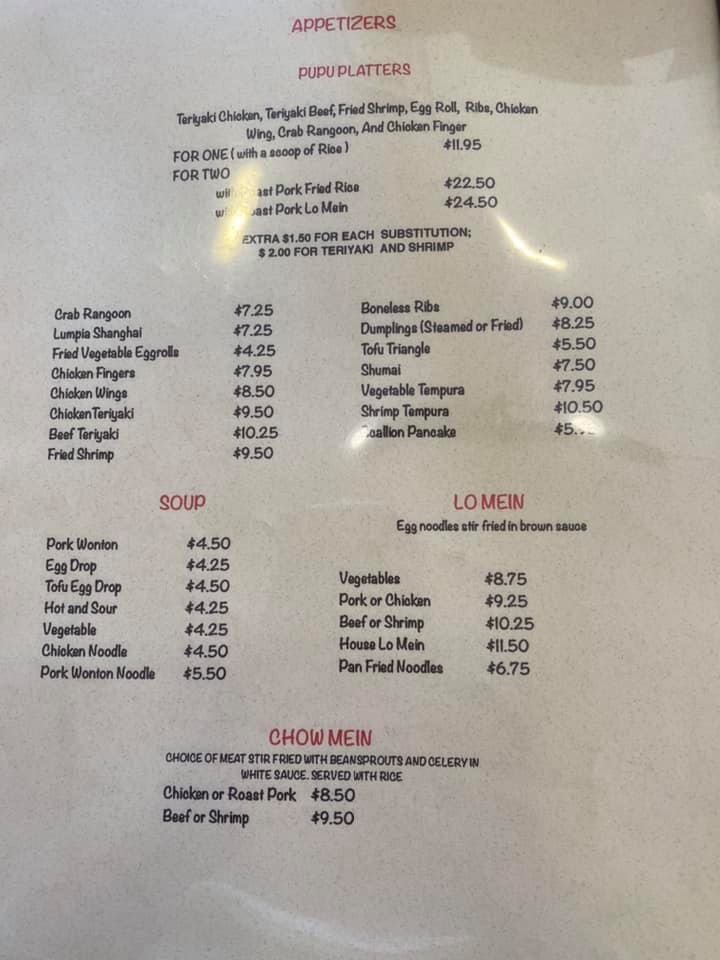 APPETIZERS
PUPU PLATTERS
Teriyaki Chicken, Teriyaki Beef, Fried Shrimp, Egg Roll, Ribs, Chicken
Wing, Crab Rangoon, And Chicken Finger
FOR ONE ( with a scoop of Rice ) $11.95
FOR TWO
Pork Fried Rice $22.50
Pork Lo Mein $24.50
EXTRA $1.50 FOR EACH SUBSTITUTION;
$ 2.00 FOR TERIYAKI AND SHRIMP
Crab Rangoon $7.25
Lumpia Shanghai $7.25
Fried Vegetable Eggrolls $4.25
Chicken Fingers $7.95
Chicken Wings $8.50
Chicken Teriyaki $9.50
Beef Teriyaki $10.25
Fried Shrimp $9.50
Boneless Ribs $9.00
Dumplings (Steamed or Fried) $8.25
Tofu Triangle $5.50
Shumai $7.50
Vegetable Tempura $7.95
Shrimp Tempura $10.50
Scallion Pancake
SOUP
Pork Wonton $4.50
Egg Drop $4.25
Tofu Egg Drop $4.50
Hot and Sour $4.25
Vegetable $4.25
Chicken Noodle $4.50
Pork Wonton Noodle $5.50
LO MEIN
Egg noodles stir fried in brown sauce
Vegetables $8.75
Pork or Chicken $9.25
Beef or Shrimp $10.25
House Lo Mein $11.50
Pan Fried Noodles $6.75
CHOW MEIN
CHOICE OF MEAT STIR FRIED WITH BEANSPROUTS AND CELERY IN
WHITE SAUCE. SERVED WITH RICE
Chicken or Roast Pork $8.50
Beef or Shrimp $9.50